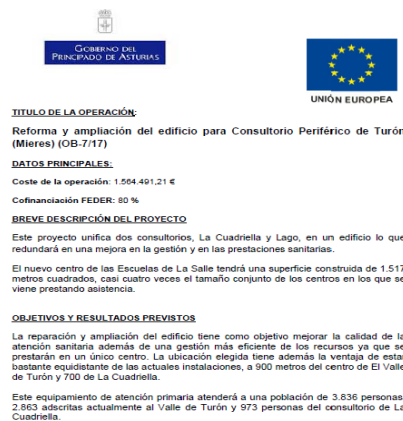 GOBIERNO DEL
PRINCIPADO DE ASTURIAS
UNIÓN EUROPEA
TITULO DE LA OPERACIÓN:
Reforma y ampliación del edificio para Consultorio Periférico de Turón
(Mieres) (OB-7/17)
DATOS PRINCIPALES:
Coste de la operación: 1.564.491,21 €
Cofinanciación FEDER: 80 %
BREVE DESCRIPCIÓN DEL PROYECTO
Este proyecto unifica dos consultorios, La Cuadriella y Lago, en un edificio lo que
redundará en una mejora en la gestión y en las prestaciones sanitarias.
El nuevo centro de las Escuelas de La Salle tendrá una superficie construida de 1.517
metros cuadrados, casi cuatro veces el tamaño conjunto de los centros en los que se
viene prestando asistencia.
OBJETIVOS Y RESULTADOS PREVISTOS
La reparación y ampliación del edificio tiene como objetivo mejorar la calidad de la
atención sanitaria además de una gestión más eficiente de los recursos ya que se
prestarán en un único centro. La ubicación elegida tiene además la ventaja de estar
bastante equidistante de las actuales instalaciones, a 900 metros del centro de El Valle
de Turón y 700 de La Cuadriella.
Este equipamiento de atención primaria atenderá a una población de 3.836 personas,
2.863 adscritas actualmente al Valle de Turón y 973 personas del consultorio de La
Cuadriella.